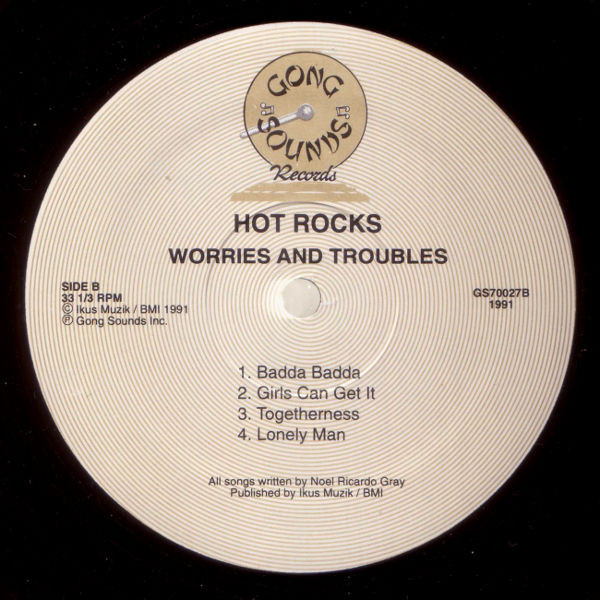 GONG
SOUNDS
Records
HOT ROCKS
WORRIES AND TROUBLES
SIDE B
33 1/3 RPM
© Ikus Muzik / BMI 1991
℗ Gong Sounds Inc.
GS70027B
1991
1. Badda Badda
2. Girls Can Get It
3. Togetherness
4. Lonely Man
All songs written by Noel Ricardo Gray
Published by Ikus Muzik / BMI